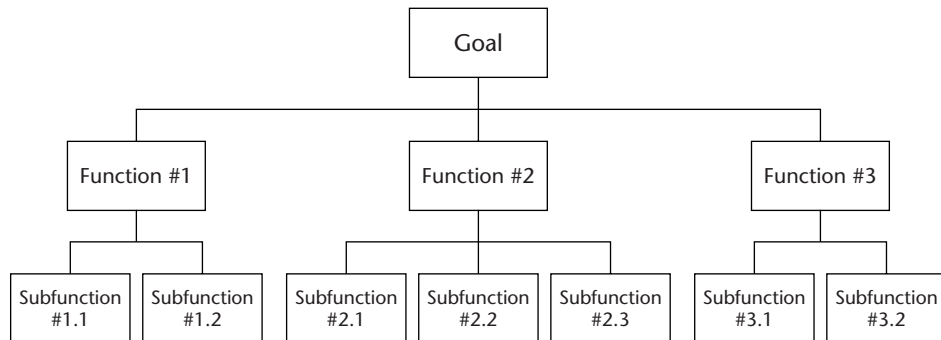 Goal
Function #1
Function #2
Function #3
Subfunction
#1.1
Subfunction
#1.2
Subfunction
#2.1
Subfunction
#2.2
Subfunction
#2.3
Subfunction
#3.1
Subfunction
#3.2